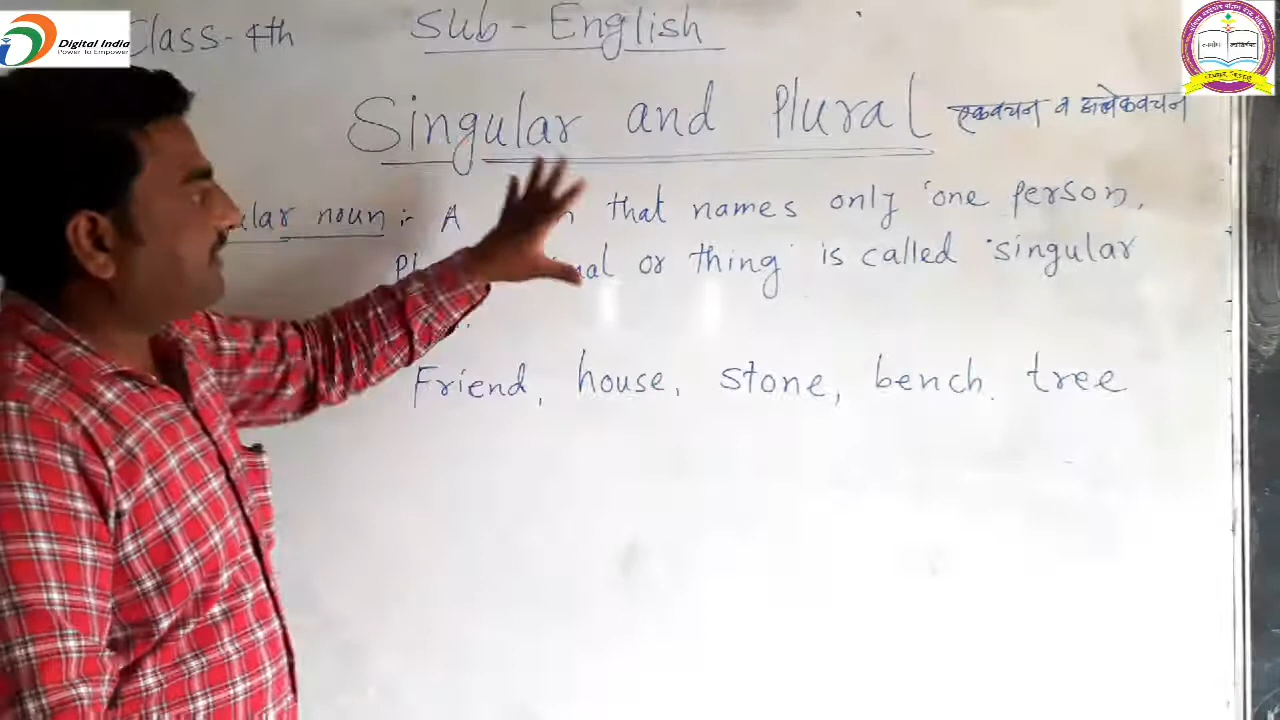 Class-4th Sub-English
Digital India
Power To Empower
Singular and Plural एकवचन व अनेकवचन
ular noun :- A n that names only 'one person,
Pl al or thing' is called 'singular
Friend, house, stone, bench, tree